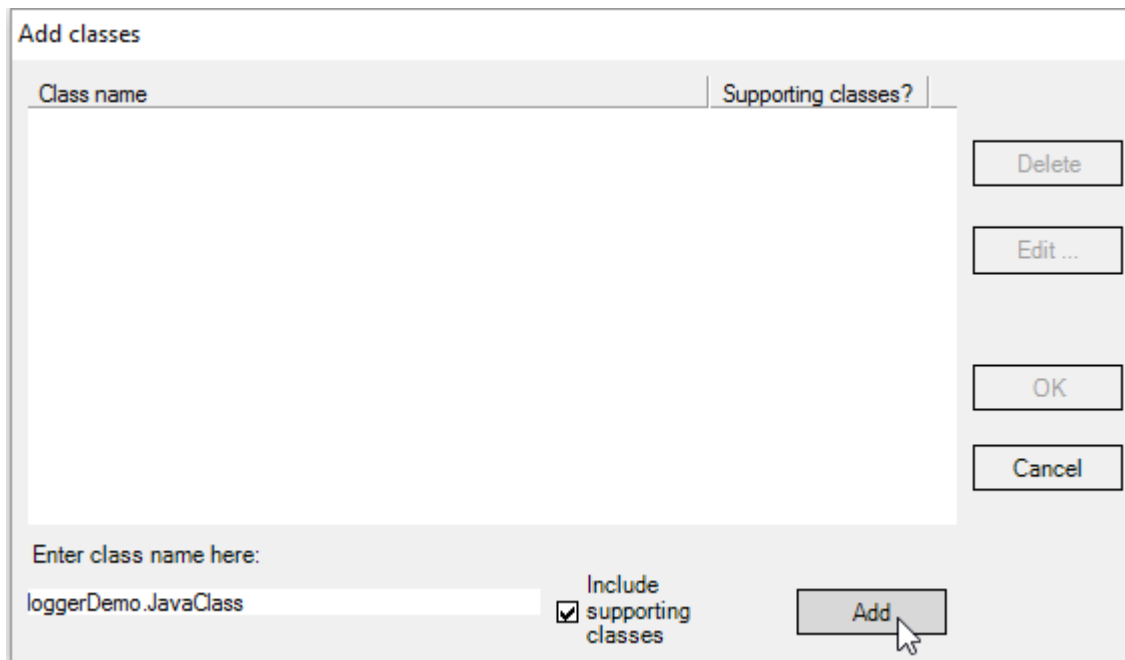 Add classes
Class name Supporting classes?
Delete
Edit ...
OK
Cancel
Enter class name here:
loggerDemo.JavaClass
Include
supporting
classes
Add